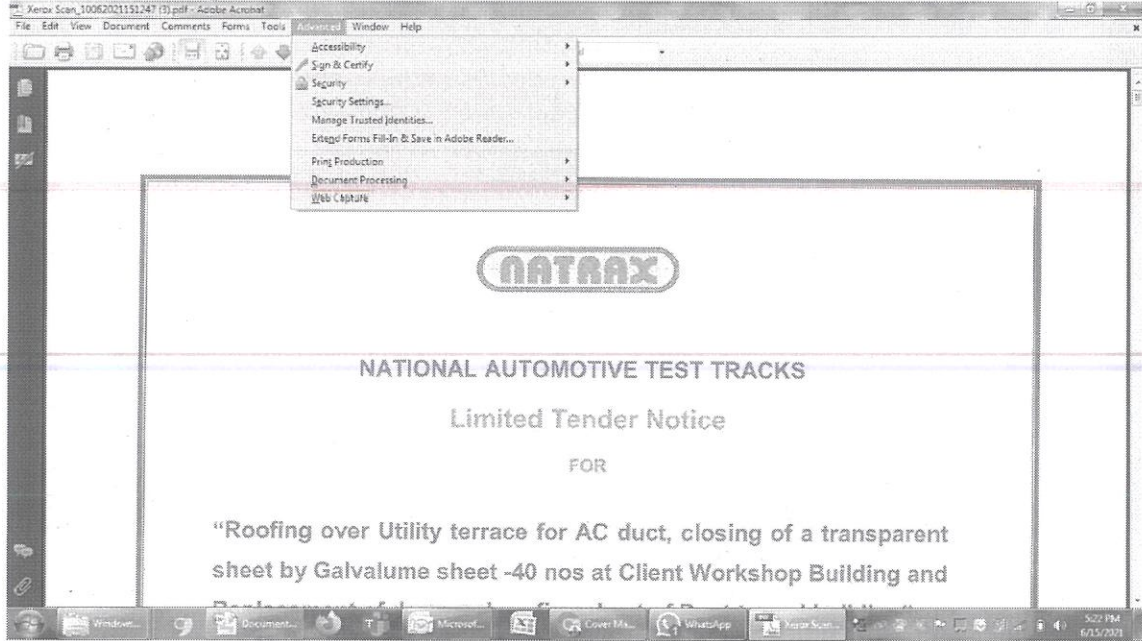 Xerox Scan_10062021151247 (3).pdf - Adobe Acrobat
File Edit View Document Comments Forms Tools Advanced Window Help
Accessibility
Sign & Certify
Security
Security Settings...
Manage Trusted Identities...
Extend Forms Fill-In & Save in Adobe Reader...
Print Production
Document Processing
Web Capture
NATRAX
NATIONAL AUTOMOTIVE TEST TRACKS
Limited Tender Notice
FOR
“Roofing over Utility terrace for AC duct, closing of a transparent
sheet by Galvalume sheet -40 nos at Client Workshop Building and
Windows... Document... Microsof... Cover Ma... WhatsApp Xerox Scan... 5:22 PM
6/15/2021